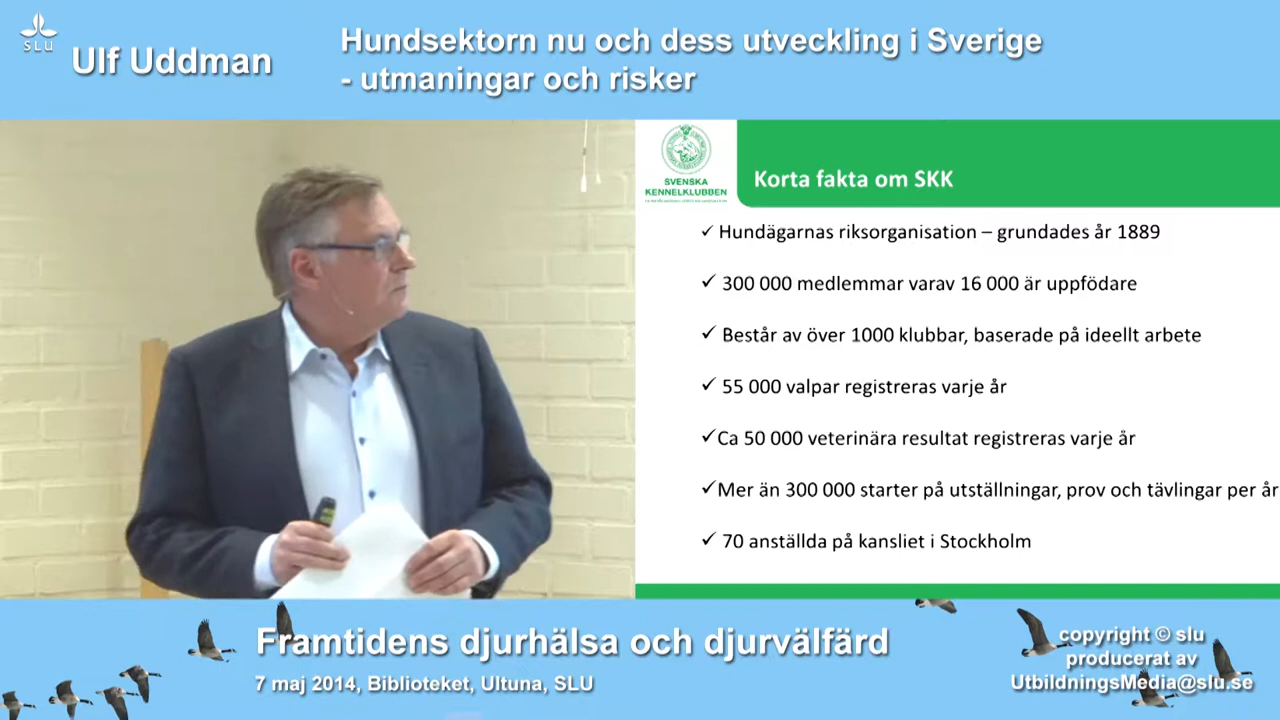 SLU
Ulf Uddman
Hundsektorn nu och dess utveckling i Sverige
- utmaningar och risker
SVENSKA
KENNELKLUBBEN
Korta fakta om SKK
✓ Hundägarnas riksorganisation – grundades år 1889
✓ 300 000 medlemmar varav 16 000 är uppfödare
✓ Består av över 1000 klubbar, baserade på ideellt arbete
✓ 55 000 valpar registreras varje år
✓Ca 50 000 veterinära resultat registreras varje år
✓Mer än 300 000 starter på utställningar, prov och tävlingar per år
✓ 70 anställda på kansliet i Stockholm
Framtidens djurhälsa och djurvälfärd
7 maj 2014, Biblioteket, Ultuna, SLU
copyright © slu
producerat av
UtbildningsMedia@slu.se